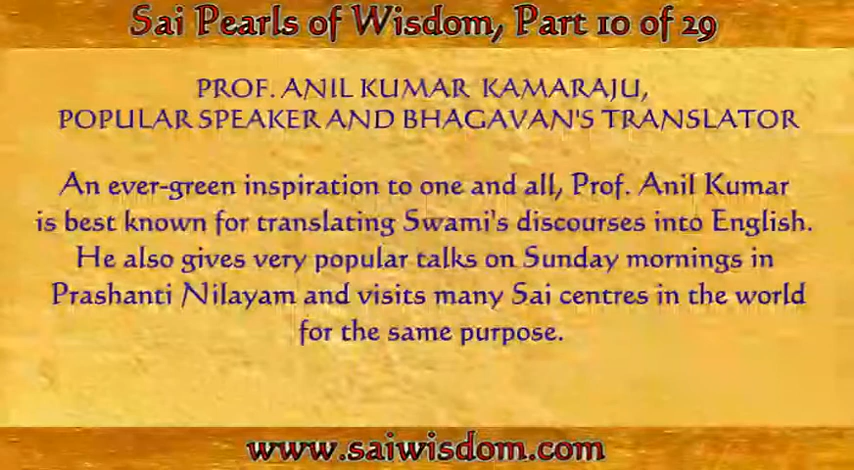 Sai Pearls of Wisdom, Part 10 of 29
PROF. ANIL KUMAR KAMARAJU,
POPULAR SPEAKER AND BHAGAVAN'S TRANSLATOR
An ever-green inspiration to one and all, Prof. Anil Kumar
is best known for translating Swami's discourses into English.
He also gives very popular talks on Sunday mornings in
Prashanti Nilayam and visits many Sai centres in the world
for the same purpose.
www.saiwisdom.com